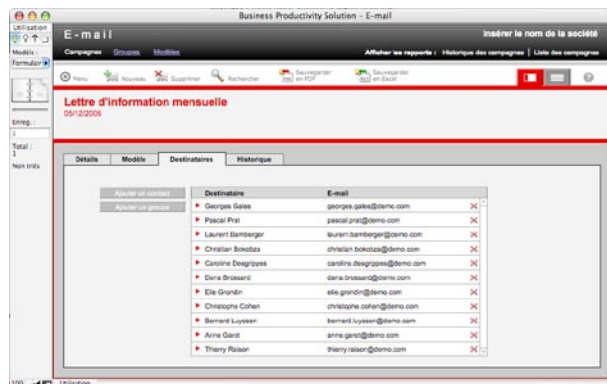 Business Productivity Solution - E-mail
Utilisation
E-mail
Insérer le nom de la société
Campagnes Groupes Modèles
Afficher les rapports : Historique des campagnes | Liste des campagnes
Modèle :
Formulair
Menu Nouveau Supprimer Rechercher Sauvegarder en PDF Sauvegarder en Excel
Lettre d'information mensuelle
05/12/2005
Enreg. :
1
Total :
1
Non triés
Détails Modèle Destinataires Historique
Ajouter un contact
Ajouter un groupe
Destinataire E-mail
Georges Gales georges.gales@demo.com
Pascal Prat pascal.prat@demo.com
Laurent Bamberger laurent.bamberger@demo.com
Christian Bokobza christian.bokobza@demo.com
Caroline Desgrippes caroline.desgrippes@demo.com
Dana Brossard dana.brossard@demo.com
Elie Grondin elie.grondin@demo.com
Christophe Cohen christophe.cohen@demo.com
Bernard Luyssen bernard.luyssen@demo.com
Anne Garot anne.garot@demo.com
Thierry Raison thierry.raison@demo.com
100 Utilisation